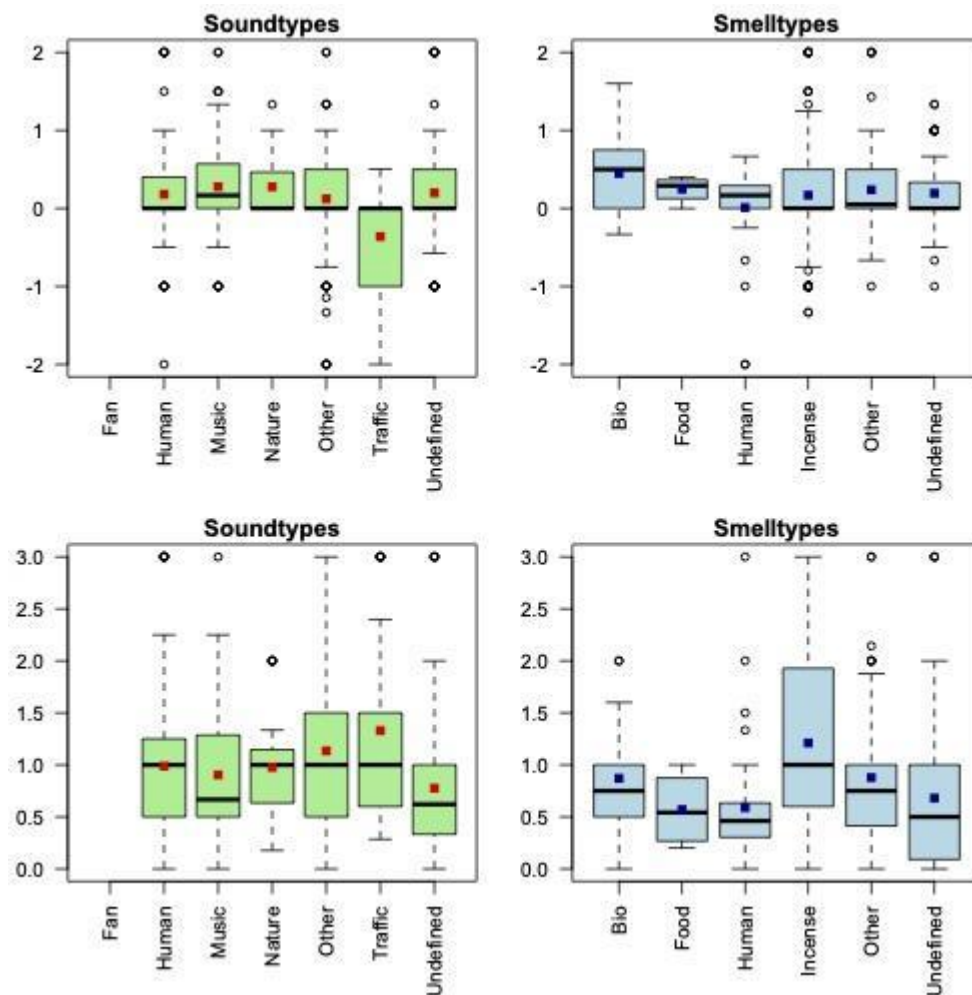 Soundtypes
2
1
0
-1
-2
Fan
Human
Music
Nature
Other
Traffic
Undefined
Smelltypes
2
1
0
-1
-2
Bio
Food
Human
Incense
Other
Undefined
Soundtypes
3.0
2.5
2.0
1.5
1.0
0.5
0.0
Fan
Human
Music
Nature
Other
Traffic
Undefined
Smelltypes
3.0
2.5
2.0
1.5
1.0
0.5
0.0
Bio
Food
Human
Incense
Other
Undefined